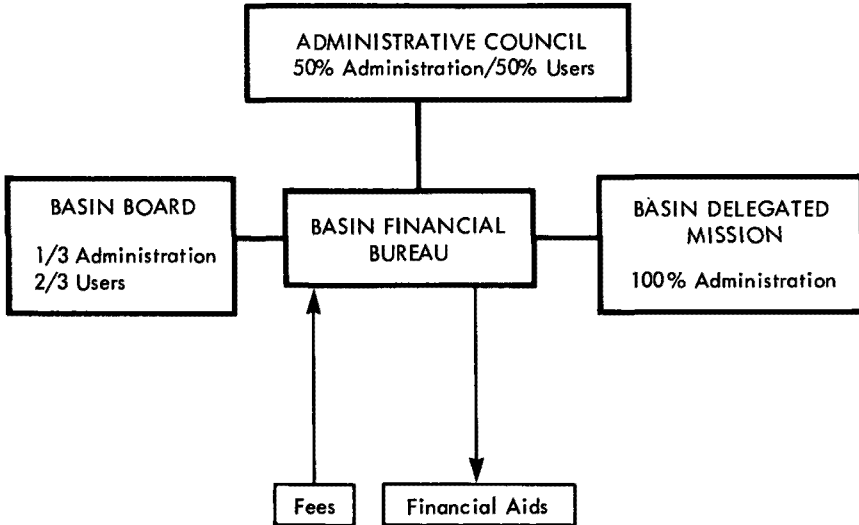 ADMINISTRATIVE COUNCIL
50% Administration/50% Users
BASIN BOARD
1/3 Administration
2/3 Users
BASIN FINANCIAL
BUREAU
BASIN DELEGATED
MISSION
100% Administration
Fees
Financial Aids